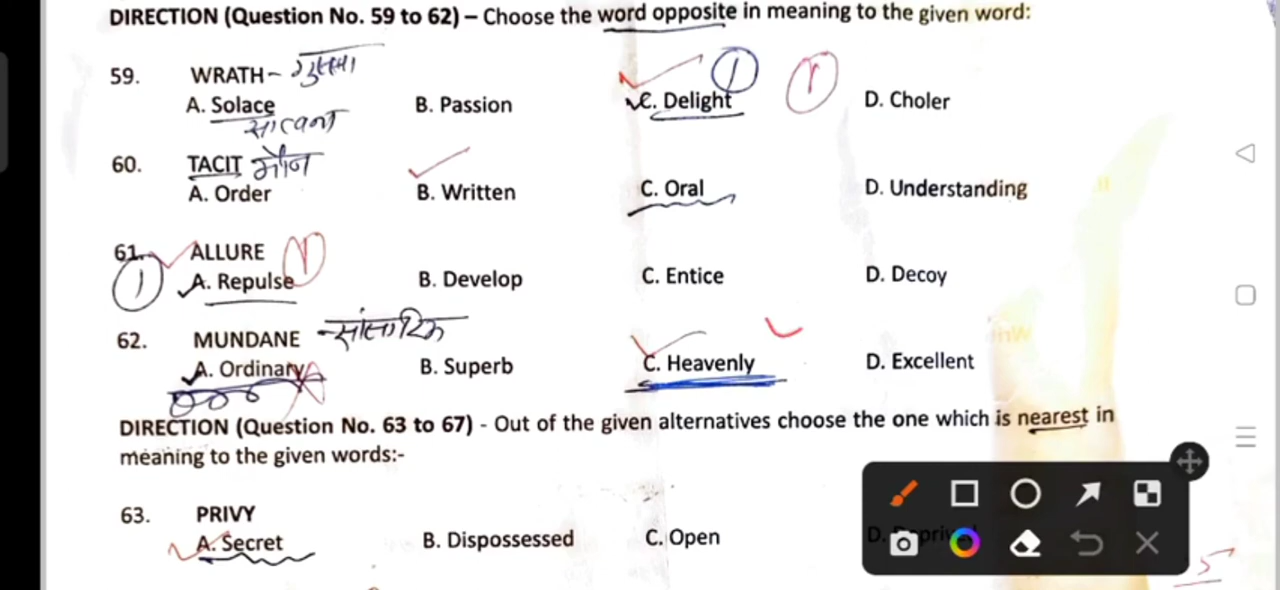 DIRECTION (Question No. 59 to 62) – Choose the word opposite in meaning to the given word:
59. WRATH – गुस्सा
A. Solace B. Passion C. Delight D. Choler
60. TACIT मौन
A. Order B. Written C. Oral D. Understanding
61. ALLURE
A. Repulse B. Develop C. Entice D. Decoy
62. MUNDANE – सांसारिक
A. Ordinary B. Superb C. Heavenly D. Excellent
DIRECTION (Question No. 63 to 67) - Out of the given alternatives choose the one which is nearest in
meaning to the given words:-
63. PRIVY
A. Secret B. Dispossessed C. Open